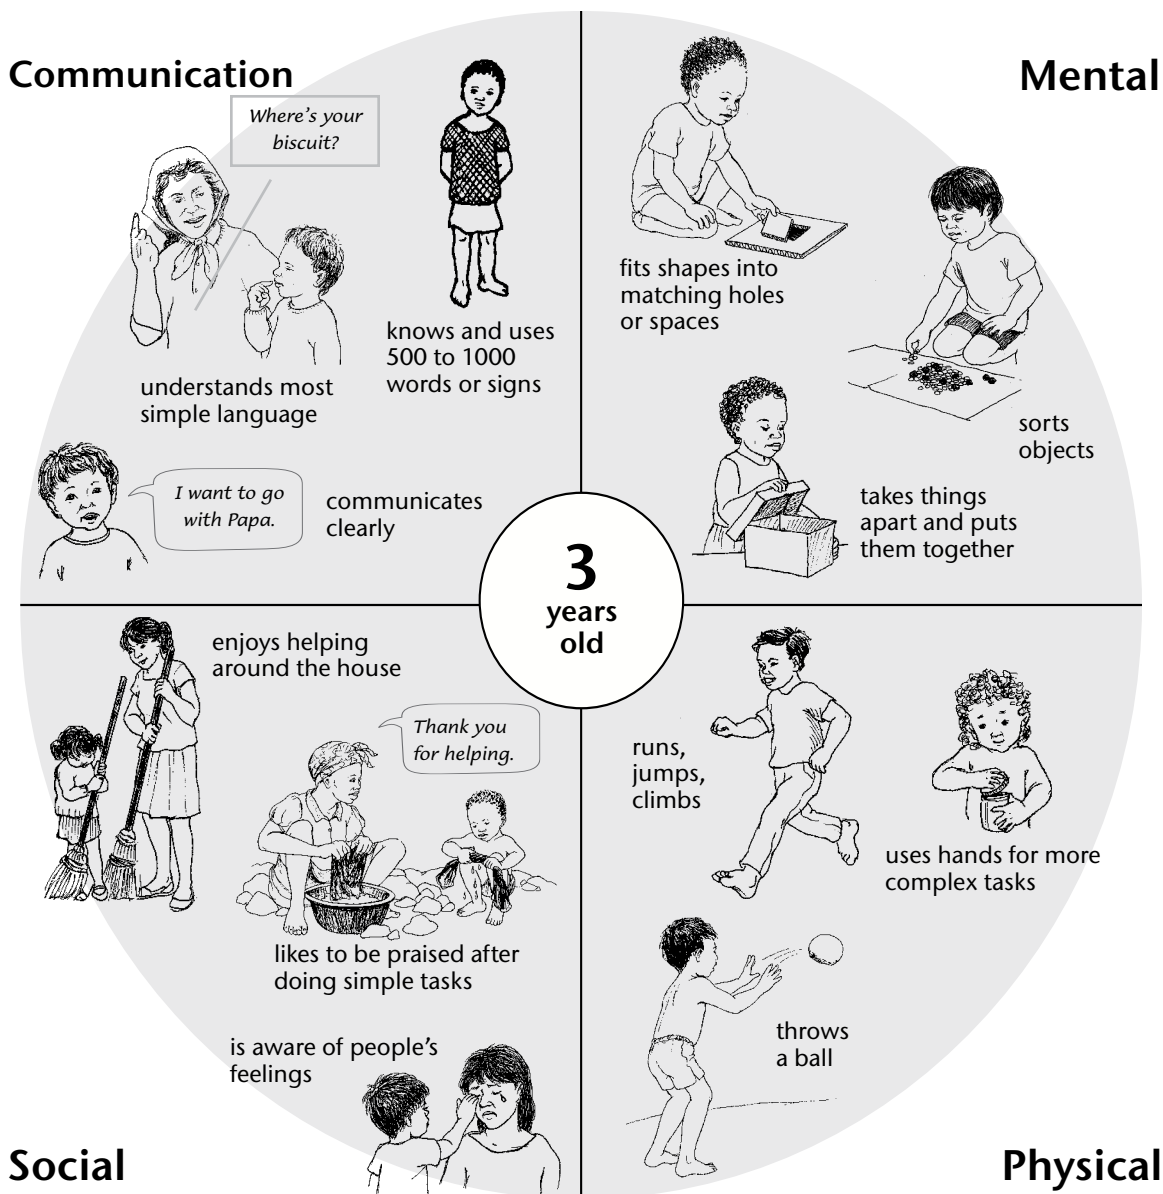 Communication
Where's your
biscuit?
understands most
simple language
knows and uses
500 to 1000
words or signs
I want to go
with Papa.
communicates
clearly
Mental
fits shapes into
matching holes
or spaces
sorts
objects
takes things
apart and puts
them together
3
years
old
enjoys helping
around the house
Thank you
for helping.
likes to be praised after
doing simple tasks
is aware of people's
feelings
Social
runs,
jumps,
climbs
uses hands for more
complex tasks
throws
a ball
Physical